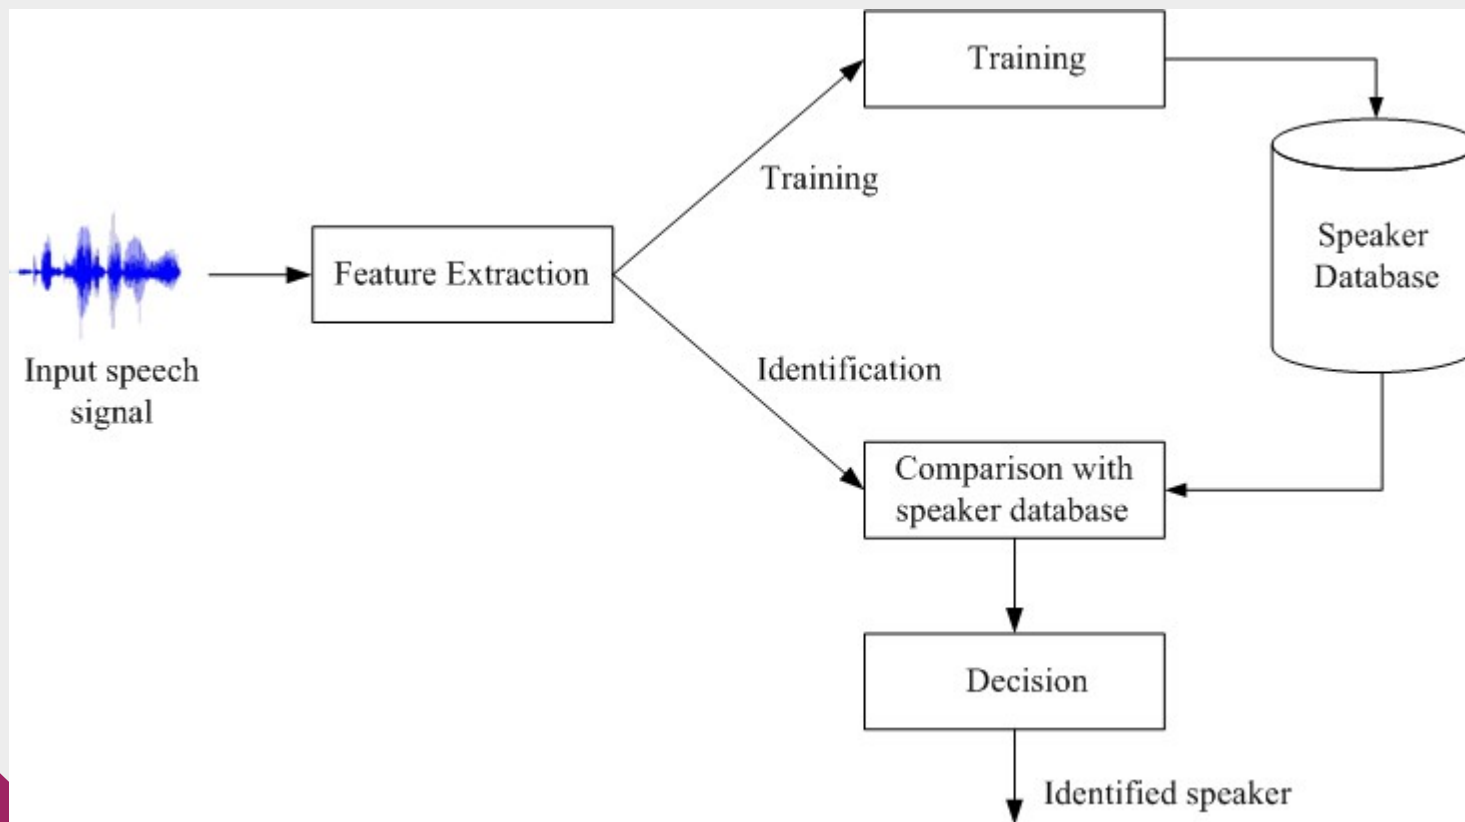 Training
Training
Speaker
Database
Feature Extraction
Input speech
signal
Identification
Comparison with
speaker database
Decision
Identified speaker